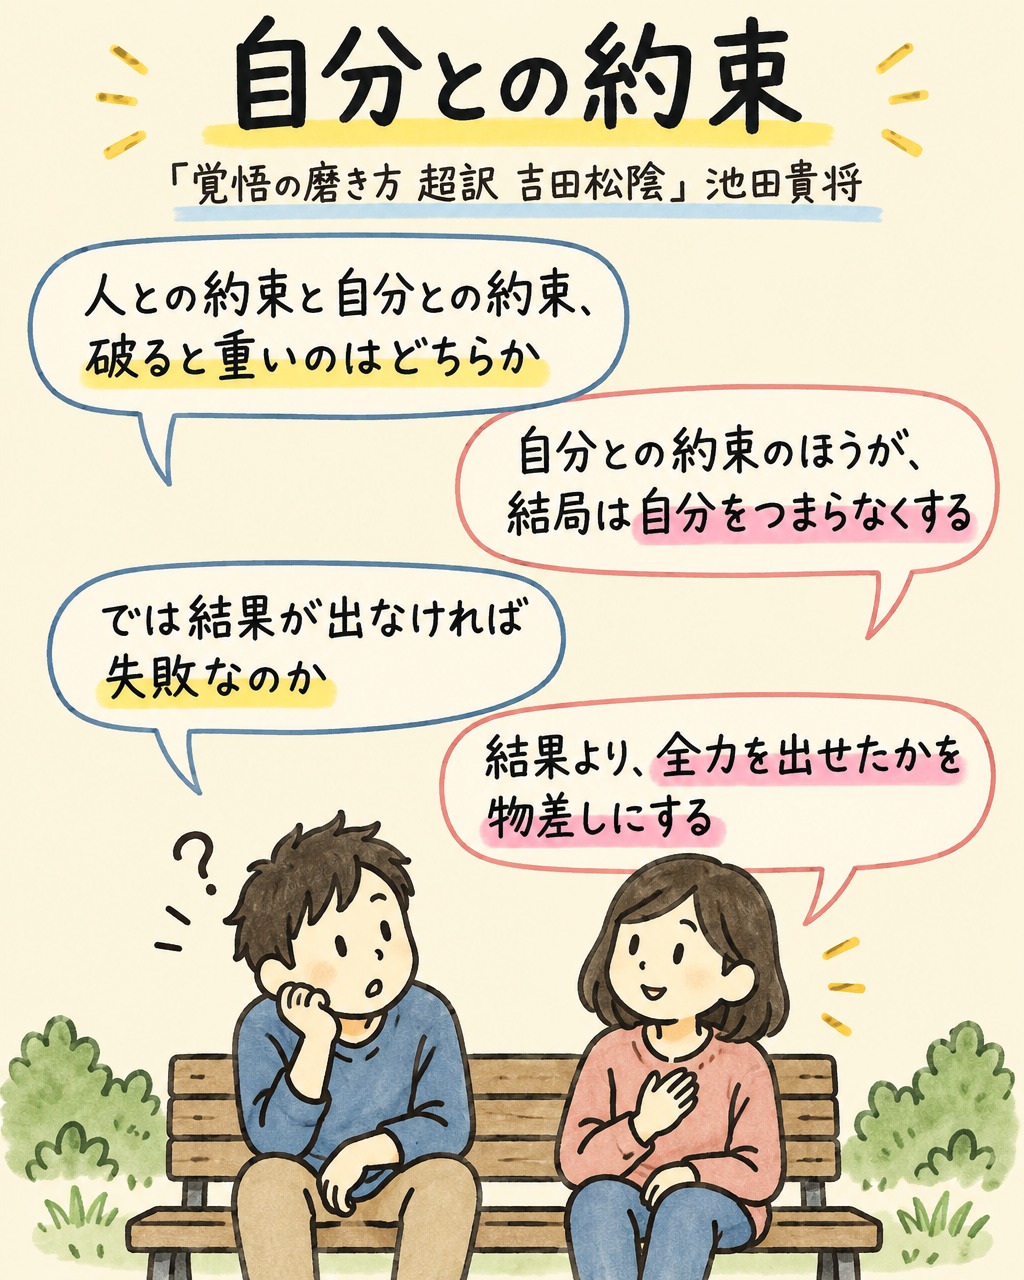 自分との約束
「覚悟の磨き方 超訳 吉田松陰」池田貴将
人との約束と自分との約束、
破ると重いのはどちらか
自分との約束のほうが、
結局は自分をつまらなくする
では結果が出なければ
失敗なのか
結果より、全力を出せたかを
物差しにする
?